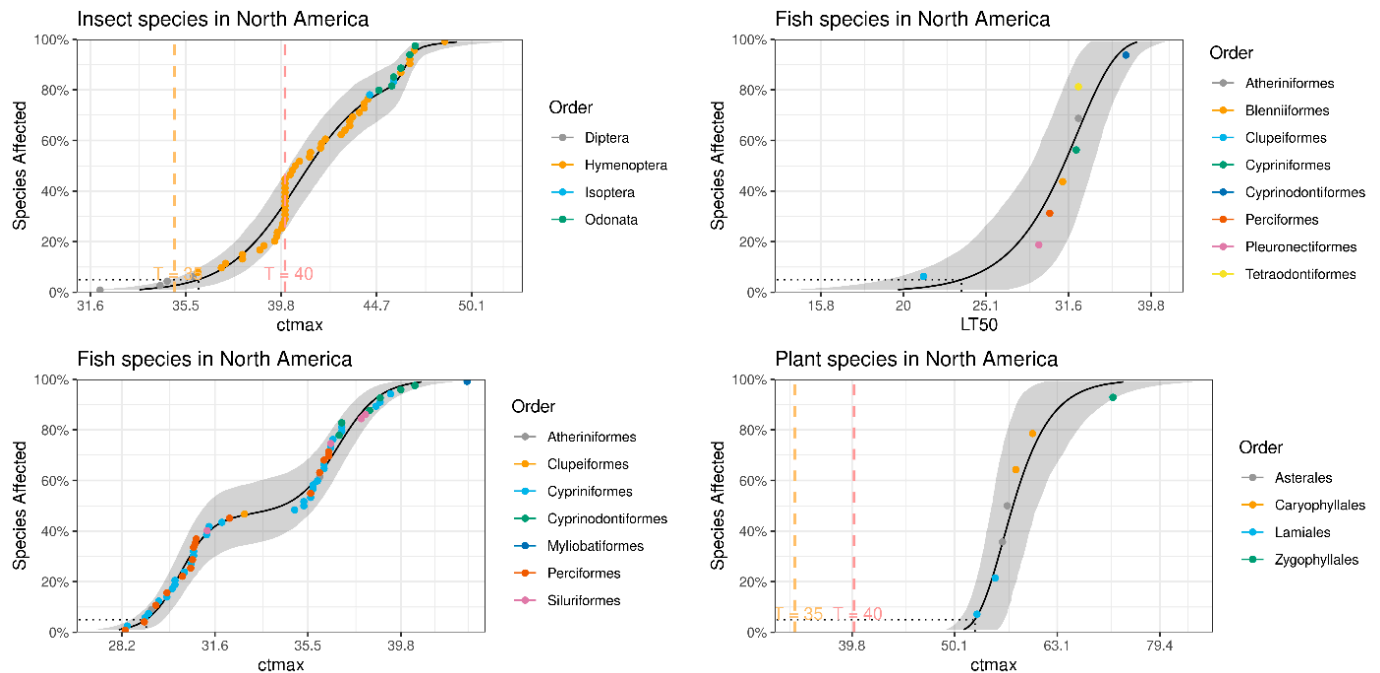 Insect species in North America
100%
80%
60%
40%
20%
0%
Species Affected
T = 35
T = 40
31.6 35.5 39.8 44.7 50.1
ctmax
Order
Diptera
Hymenoptera
Isoptera
Odonata
Fish species in North America
100%
80%
60%
40%
20%
0%
Species Affected
15.8 20 25.1 31.6 39.8
LT50
Order
Atheriniformes
Blenniiformes
Clupeiformes
Cypriniformes
Cyprinodontiformes
Perciformes
Pleuronectiformes
Tetraodontiformes
Fish species in North America
100%
80%
60%
40%
20%
0%
Species Affected
28.2 31.6 35.5 39.8
ctmax
Order
Atheriniformes
Clupeiformes
Cypriniformes
Cyprinodontiformes
Myliobatiformes
Perciformes
Siluriformes
Plant species in North America
100%
80%
60%
40%
20%
0%
Species Affected
T = 35
T = 40
39.8 50.1 63.1 79.4
ctmax
Order
Asterales
Caryophyllales
Lamiales
Zygophyllales